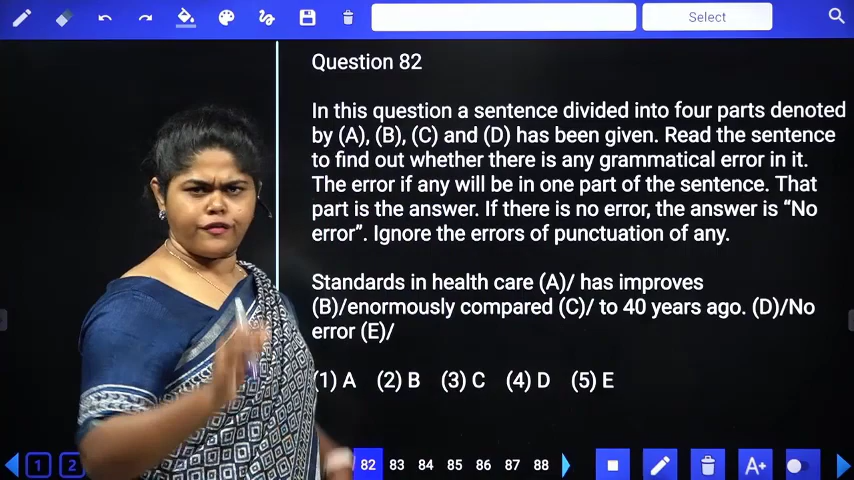 Select
Question 82
In this question a sentence divided into four parts denoted
by (A), (B), (C) and (D) has been given. Read the sentence
to find out whether there is any grammatical error in it.
The error if any will be in one part of the sentence. That
part is the answer. If there is no error, the answer is “No
error”. Ignore the errors of punctuation of any.
Standards in health care (A)/ has improves
(B)/enormously compared (C)/ to 40 years ago. (D)/No
error (E)/
(1) A (2) B (3) C (4) D (5) E
1 2 82 83 84 85 86 87 88 A+